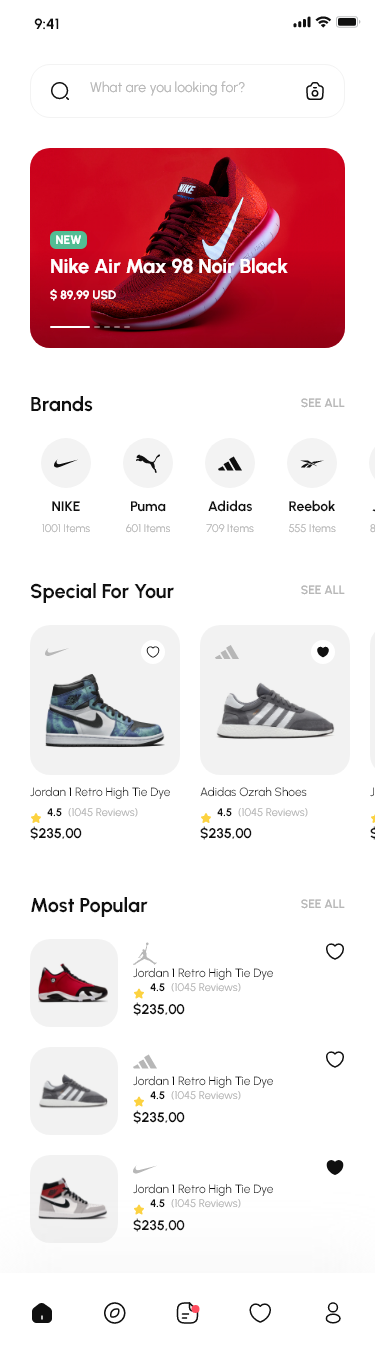 9:41
What are you looking for?
NIKE
NEW
Nike Air Max 98 Noir Black
$ 89,99 USD
Brands
SEE ALL
NIKE
Puma
Adidas
Reebok
1001 Items
601 Items
709 Items
555 Items
8
Special For Your
SEE ALL
Jordan 1 Retro High Tie Dye
Adidas Ozrah Shoes
J
4.5 (1045 Reviews)
4.5 (1045 Reviews)
$235,00
$235,00
$
Most Popular
SEE ALL
Jordan 1 Retro High Tie Dye
4.5 (1045 Reviews)
$235,00
Jordan 1 Retro High Tie Dye
4.5 (1045 Reviews)
$235,00
Jordan 1 Retro High Tie Dye
4.5 (1045 Reviews)
$235,00